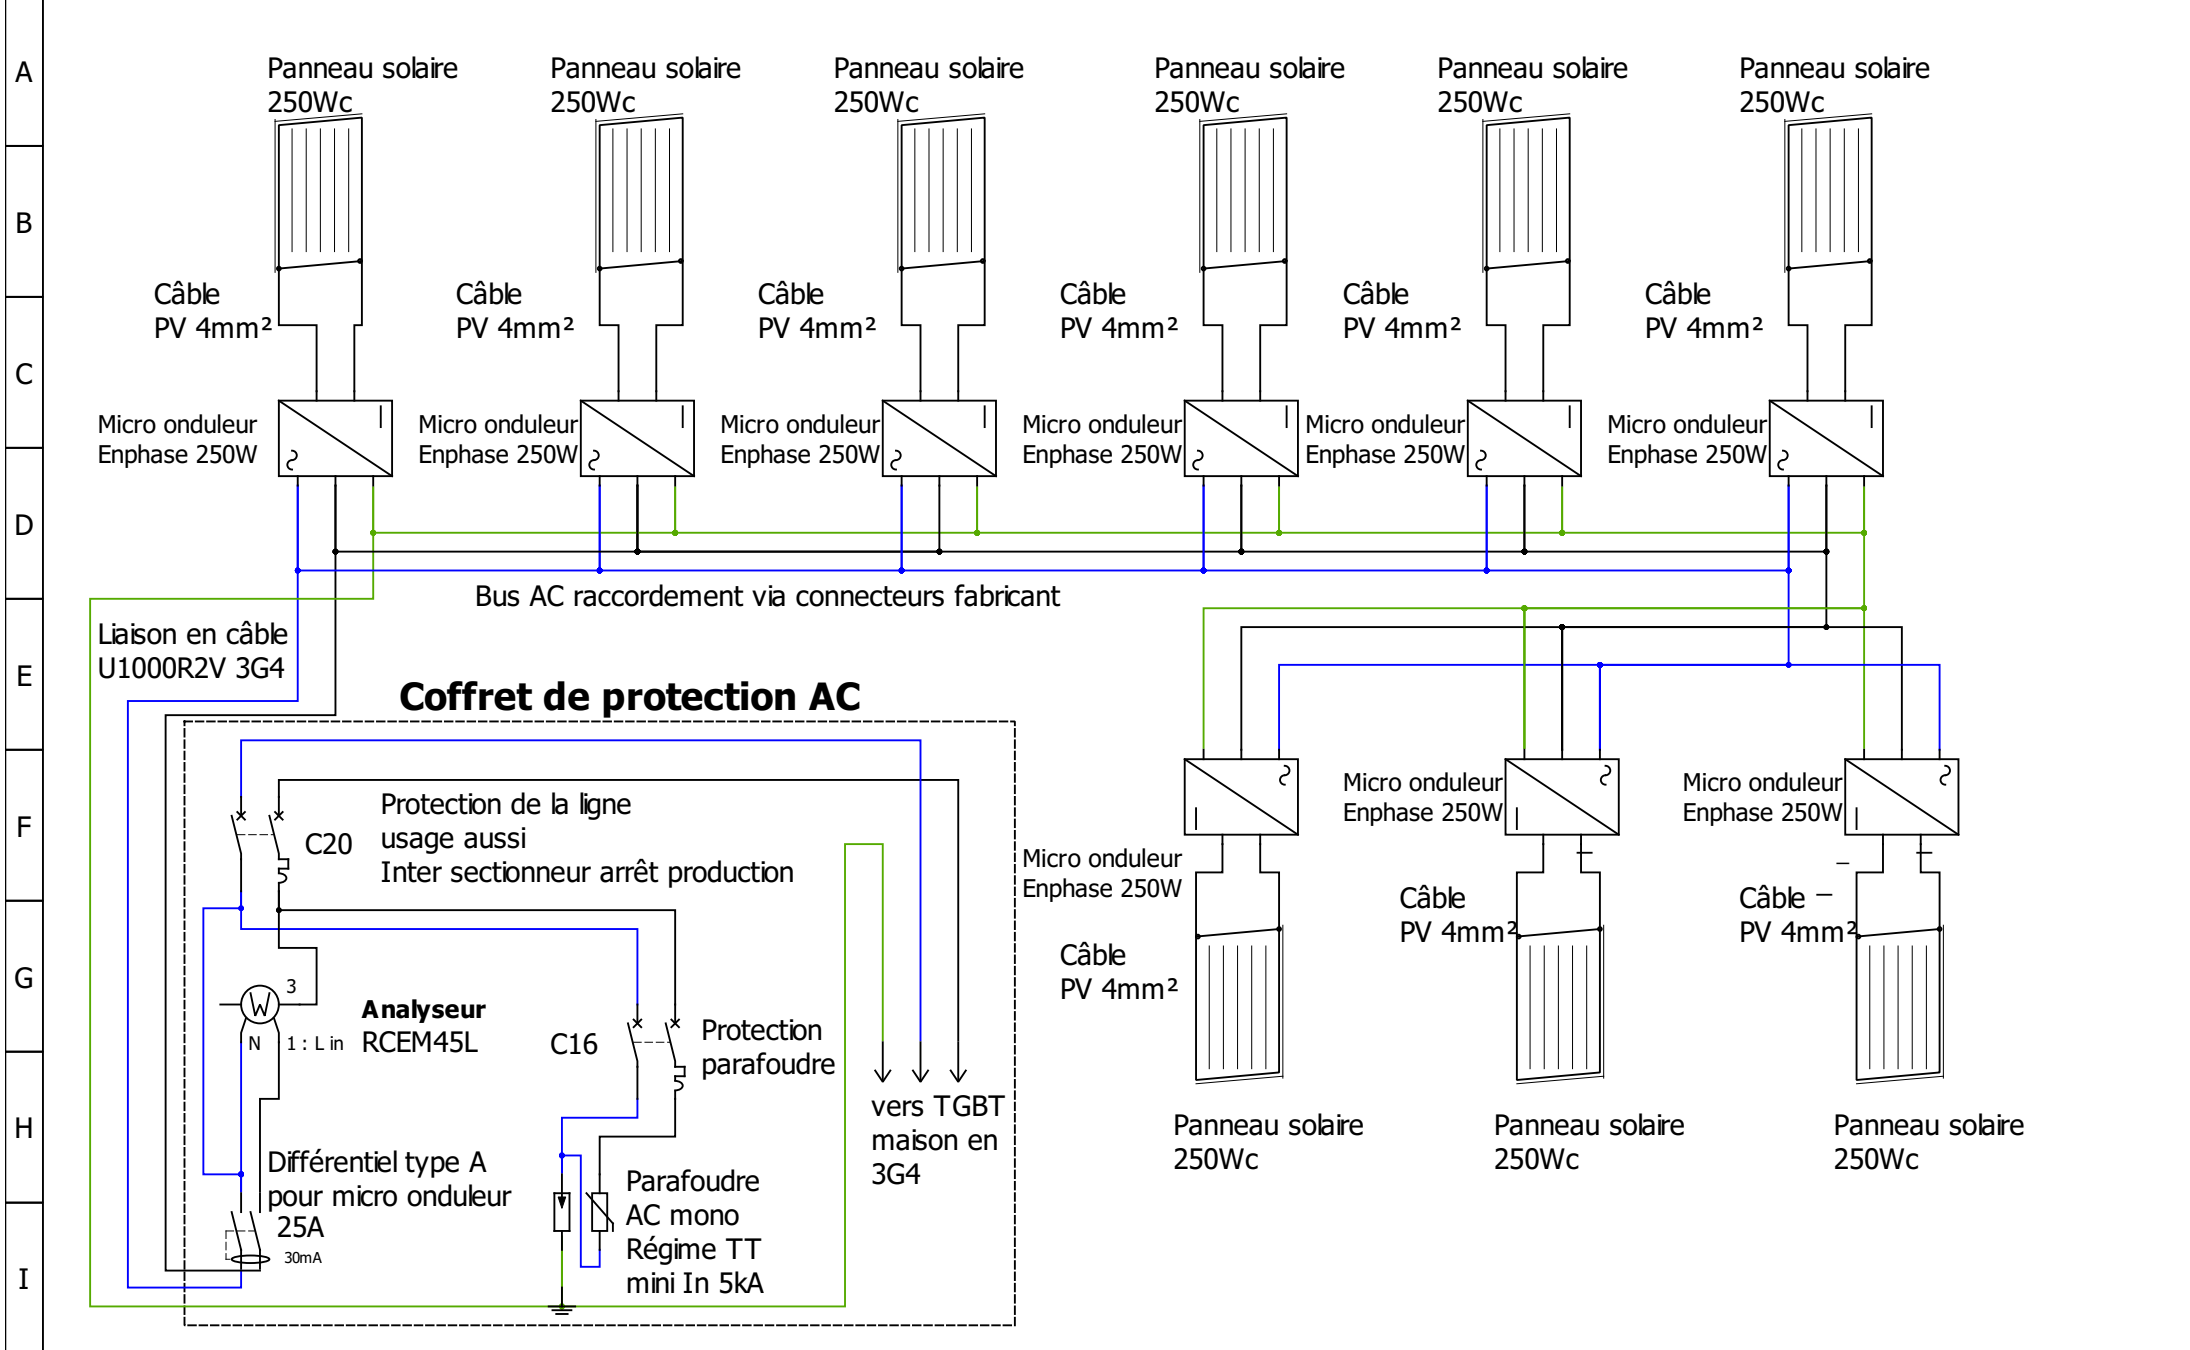 A
B
C
D
E
F
G
H
I
Panneau solaire
250Wc
Panneau solaire
250Wc
Panneau solaire
250Wc
Panneau solaire
250Wc
Panneau solaire
250Wc
Panneau solaire
250Wc
Câble
PV 4mm²
Câble
PV 4mm²
Câble
PV 4mm²
Câble
PV 4mm²
Câble
PV 4mm²
Câble
PV 4mm²
Micro onduleur
Enphase 250W
Micro onduleur
Enphase 250W
Micro onduleur
Enphase 250W
Micro onduleur
Enphase 250W
Micro onduleur
Enphase 250W
Micro onduleur
Enphase 250W
Bus AC raccordement via connecteurs fabricant
Liaison en câble
U1000R2V 3G4
Coffret de protection AC
C20
Protection de la ligne
usage aussi
Inter sectionneur arrêt production
W
3
N
1 : L in
Analyseur
RCEM45L
C16
Protection
parafoudre
vers TGBT
maison en
3G4
Différentiel type A
pour micro onduleur
25A
30mA
Parafoudre
AC mono
Régime TT
mini In 5kA
Micro onduleur
Enphase 250W
Micro onduleur
Enphase 250W
Micro onduleur
Enphase 250W
Câble
PV 4mm²
Câble
PV 4mm²
Câble
PV 4mm²
Panneau solaire
250Wc
Panneau solaire
250Wc
Panneau solaire
250Wc